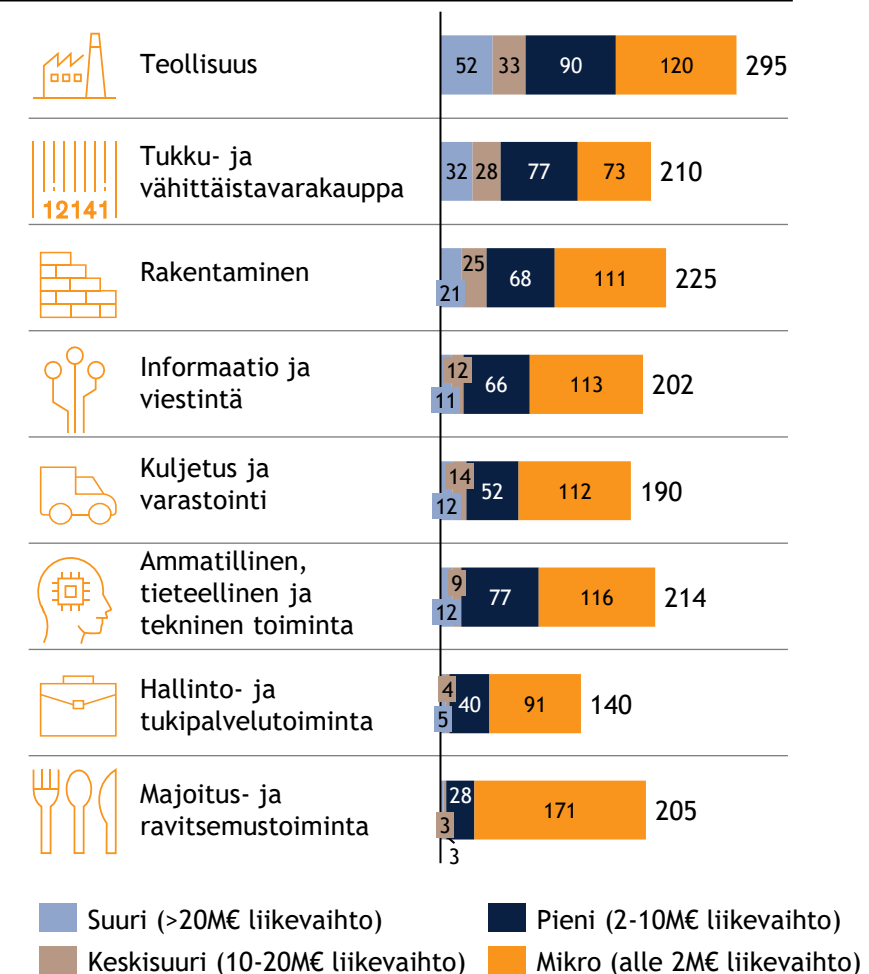 Teollisuus
52 33 90 120 295
12141
Tukku- ja
vähittäistavarakauppa
32 28 77 73 210
Rakentaminen
21 25 68 111 225
Informaatio ja
viestintä
11 12 66 113 202
Kuljetus ja
varastointi
12 14 52 112 190
Ammatillinen,
tieteellinen ja
tekninen toiminta
12 9 77 116 214
Hallinto- ja
tukipalvelutoiminta
5 4 40 91 140
Majoitus- ja
ravitsemustoiminta
3 3 28 171 205
Suuri (>20M€ liikevaihto)
Keskisuuri (10-20M€ liikevaihto)
Pieni (2-10M€ liikevaihto)
Mikro (alle 2M€ liikevaihto)